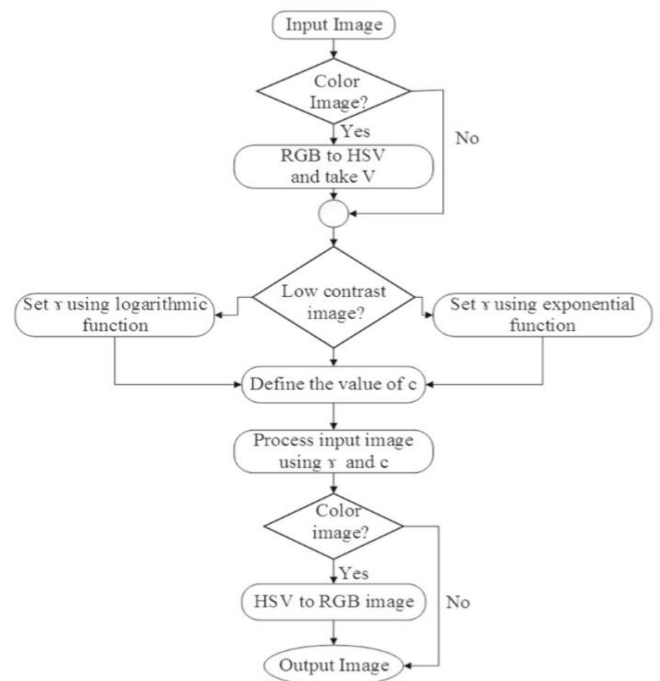 Input Image
Color
Image?
Yes
No
RGB to HSV
and take V
Low contrast
image?
Set ɤ using logarithmic
function
Set ɤ using exponential
function
Define the value of c
Process input image
using ɤ and c
Color
image?
Yes
No
HSV to RGB image
Output Image